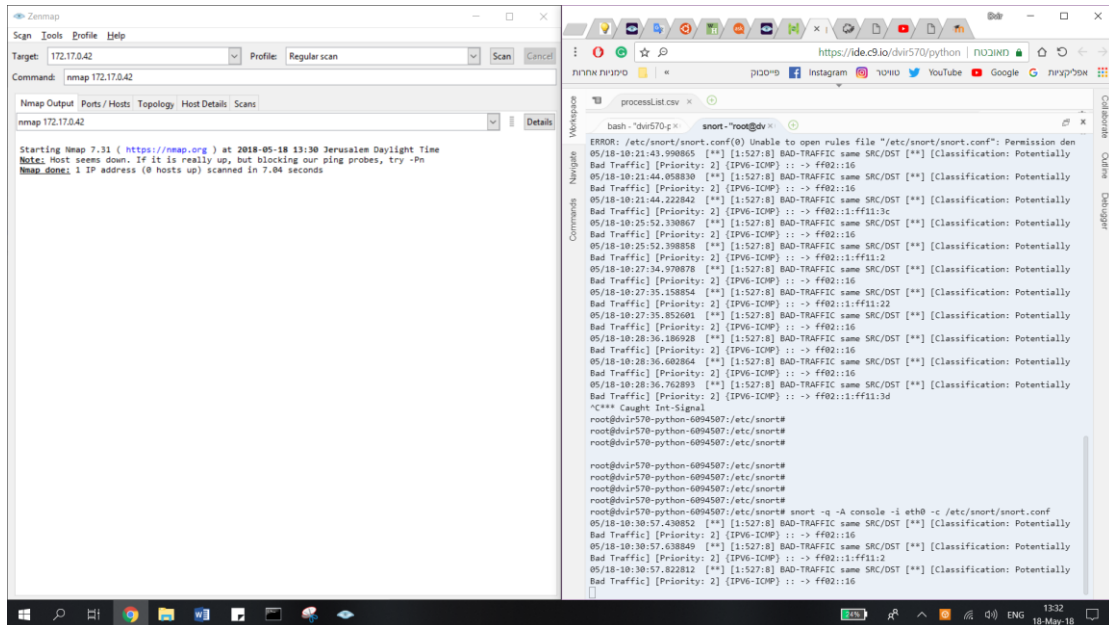 Zenmap
Scan Tools Profile Help
Target: 172.17.0.42 Profile: Regular scan Scan Cancel
Command: nmap 172.17.0.42
Nmap Output Ports / Hosts Topology Host Details Scans
nmap 172.17.0.42 Details
Starting Nmap 7.31 ( https://nmap.org ) at 2018-05-18 13:30 Jerusalem Daylight Time
Note: Host seems down. If it is really up, but blocking our ping probes, try -Pn
Nmap done: 1 IP address (0 hosts up) scanned in 7.04 seconds
Dvir
https://ide.c9.io/dvir570/python מאובטח
אפליקציות Google YouTube טוויטר Instagram פייסבוק » סימניות אחרות
processList.csv
bash - "dvir570-p snort - "root@dv
Workspace
Navigate
Commands
Collaborate
Outline
Debugger
ERROR: /etc/snort/snort.conf(0) Unable to open rules file "/etc/snort/snort.conf": Permission den
05/18-10:21:43.990865 [**] [1:527:8] BAD-TRAFFIC same SRC/DST [**] [Classification: Potentially
Bad Traffic] [Priority: 2] {IPV6-ICMP} :: -> ff02::16
05/18-10:21:44.058830 [**] [1:527:8] BAD-TRAFFIC same SRC/DST [**] [Classification: Potentially
Bad Traffic] [Priority: 2] {IPV6-ICMP} :: -> ff02::16
05/18-10:21:44.222842 [**] [1:527:8] BAD-TRAFFIC same SRC/DST [**] [Classification: Potentially
Bad Traffic] [Priority: 2] {IPV6-ICMP} :: -> ff02::1:ff11:3c
05/18-10:25:52.330867 [**] [1:527:8] BAD-TRAFFIC same SRC/DST [**] [Classification: Potentially
Bad Traffic] [Priority: 2] {IPV6-ICMP} :: -> ff02::16
05/18-10:25:52.398858 [**] [1:527:8] BAD-TRAFFIC same SRC/DST [**] [Classification: Potentially
Bad Traffic] [Priority: 2] {IPV6-ICMP} :: -> ff02::1:ff11:2
05/18-10:27:34.970878 [**] [1:527:8] BAD-TRAFFIC same SRC/DST [**] [Classification: Potentially
Bad Traffic] [Priority: 2] {IPV6-ICMP} :: -> ff02::16
05/18-10:27:35.158854 [**] [1:527:8] BAD-TRAFFIC same SRC/DST [**] [Classification: Potentially
Bad Traffic] [Priority: 2] {IPV6-ICMP} :: -> ff02::1:ff11:22
05/18-10:27:35.852601 [**] [1:527:8] BAD-TRAFFIC same SRC/DST [**] [Classification: Potentially
Bad Traffic] [Priority: 2] {IPV6-ICMP} :: -> ff02::16
05/18-10:28:36.186928 [**] [1:527:8] BAD-TRAFFIC same SRC/DST [**] [Classification: Potentially
Bad Traffic] [Priority: 2] {IPV6-ICMP} :: -> ff02::16
05/18-10:28:36.602864 [**] [1:527:8] BAD-TRAFFIC same SRC/DST [**] [Classification: Potentially
Bad Traffic] [Priority: 2] {IPV6-ICMP} :: -> ff02::16
05/18-10:28:36.762893 [**] [1:527:8] BAD-TRAFFIC same SRC/DST [**] [Classification: Potentially
Bad Traffic] [Priority: 2] {IPV6-ICMP} :: -> ff02::1:ff11:3d
^C*** Caught Int-Signal
root@dvir570-python-6094507:/etc/snort#
root@dvir570-python-6094507:/etc/snort#
root@dvir570-python-6094507:/etc/snort#
root@dvir570-python-6094507:/etc/snort#
root@dvir570-python-6094507:/etc/snort#
root@dvir570-python-6094507:/etc/snort#
root@dvir570-python-6094507:/etc/snort#
root@dvir570-python-6094507:/etc/snort# snort -q -A console -i eth0 -c /etc/snort/snort.conf
05/18-10:30:57.430852 [**] [1:527:8] BAD-TRAFFIC same SRC/DST [**] [Classification: Potentially
Bad Traffic] [Priority: 2] {IPV6-ICMP} :: -> ff02::16
05/18-10:30:57.638849 [**] [1:527:8] BAD-TRAFFIC same SRC/DST [**] [Classification: Potentially
Bad Traffic] [Priority: 2] {IPV6-ICMP} :: -> ff02::1:ff11:2
05/18-10:30:57.822812 [**] [1:527:8] BAD-TRAFFIC same SRC/DST [**] [Classification: Potentially
Bad Traffic] [Priority: 2] {IPV6-ICMP} :: -> ff02::16
ENG 13:32
18-May-18